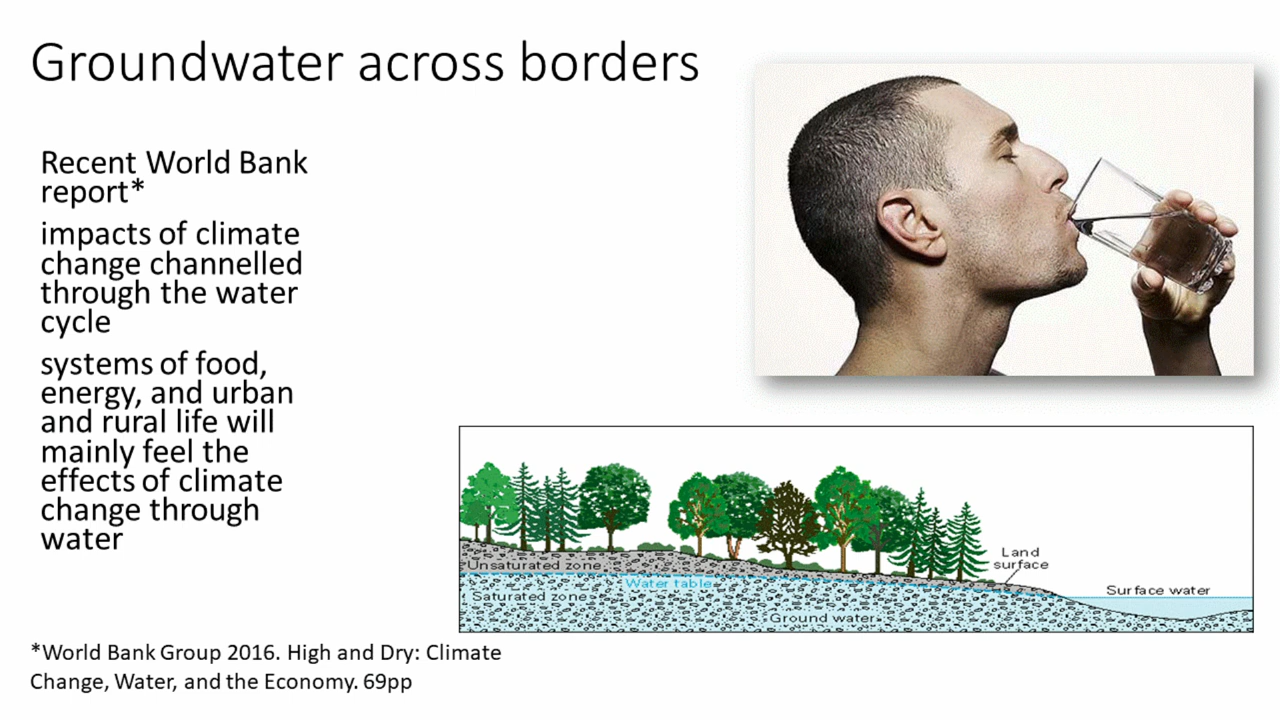 Groundwater across borders
Recent World Bank
report*
impacts of climate
change channelled
through the water
cycle
systems of food,
energy, and urban
and rural life will
mainly feel the
effects of climate
change through
water
Land
surface
Unsaturated zone
Water table
Surface water
Saturated zone
Ground water
*World Bank Group 2016. High and Dry: Climate
Change, Water, and the Economy. 69pp